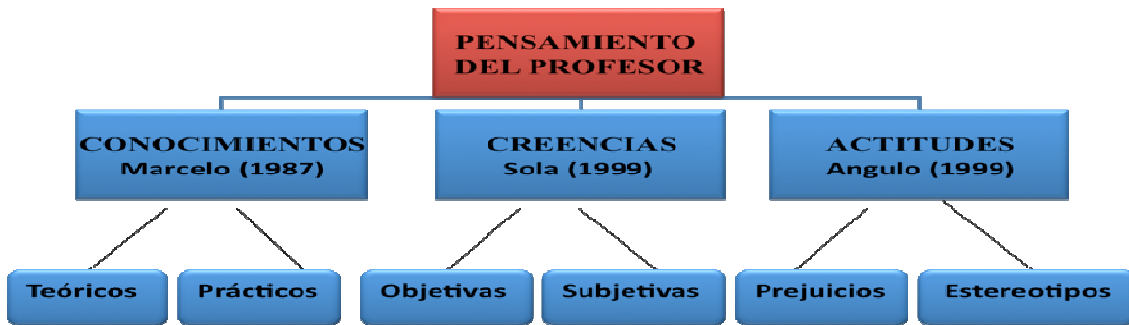 PENSAMIENTO
DEL PROFESOR
CONOCIMIENTOS
Marcelo (1987)
CREENCIAS
Sola (1999)
ACTITUDES
Angulo (1999)
Teóricos
Prácticos
Objetivas
Subjetivas
Prejuicios
Estereotipos